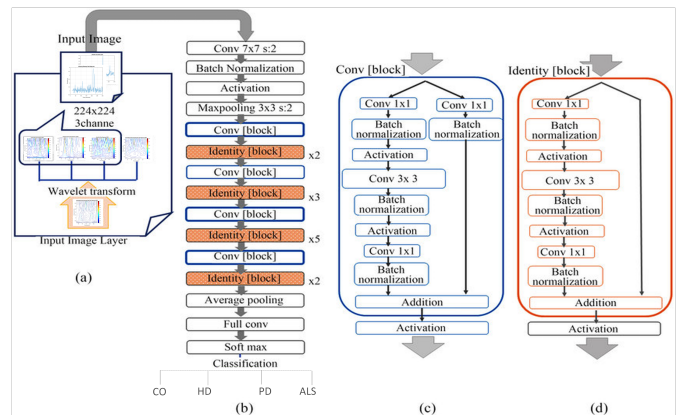 Input Image
224x224
3channe
Wavelet transform
Input Image Layer
(a)
Conv 7x7 s:2
Batch Normalization
Activation
Maxpooling 3x3 s:2
Conv [block]
Identity [block]
x2
Conv [block]
Identity [block]
x3
Conv [block]
Identity [block]
x5
Conv [block]
Identity [block]
x2
Average pooling
Full conv
Soft max
Classification
CO
HD
PD
ALS
(b)
Conv [block]
Conv 1x1
Conv 1x1
Batch
normalization
Batch
normalization
Activation
Conv 3x 3
Batch
normalization
Activation
Conv 1x1
Batch
normalization
Addition
Activation
(c)
Identity [block]
Conv 1x1
Batch
normalization
Activation
Conv 3x 3
Batch
normalization
Activation
Conv 1x1
Batch
normalization
Addition
Activation
(d)